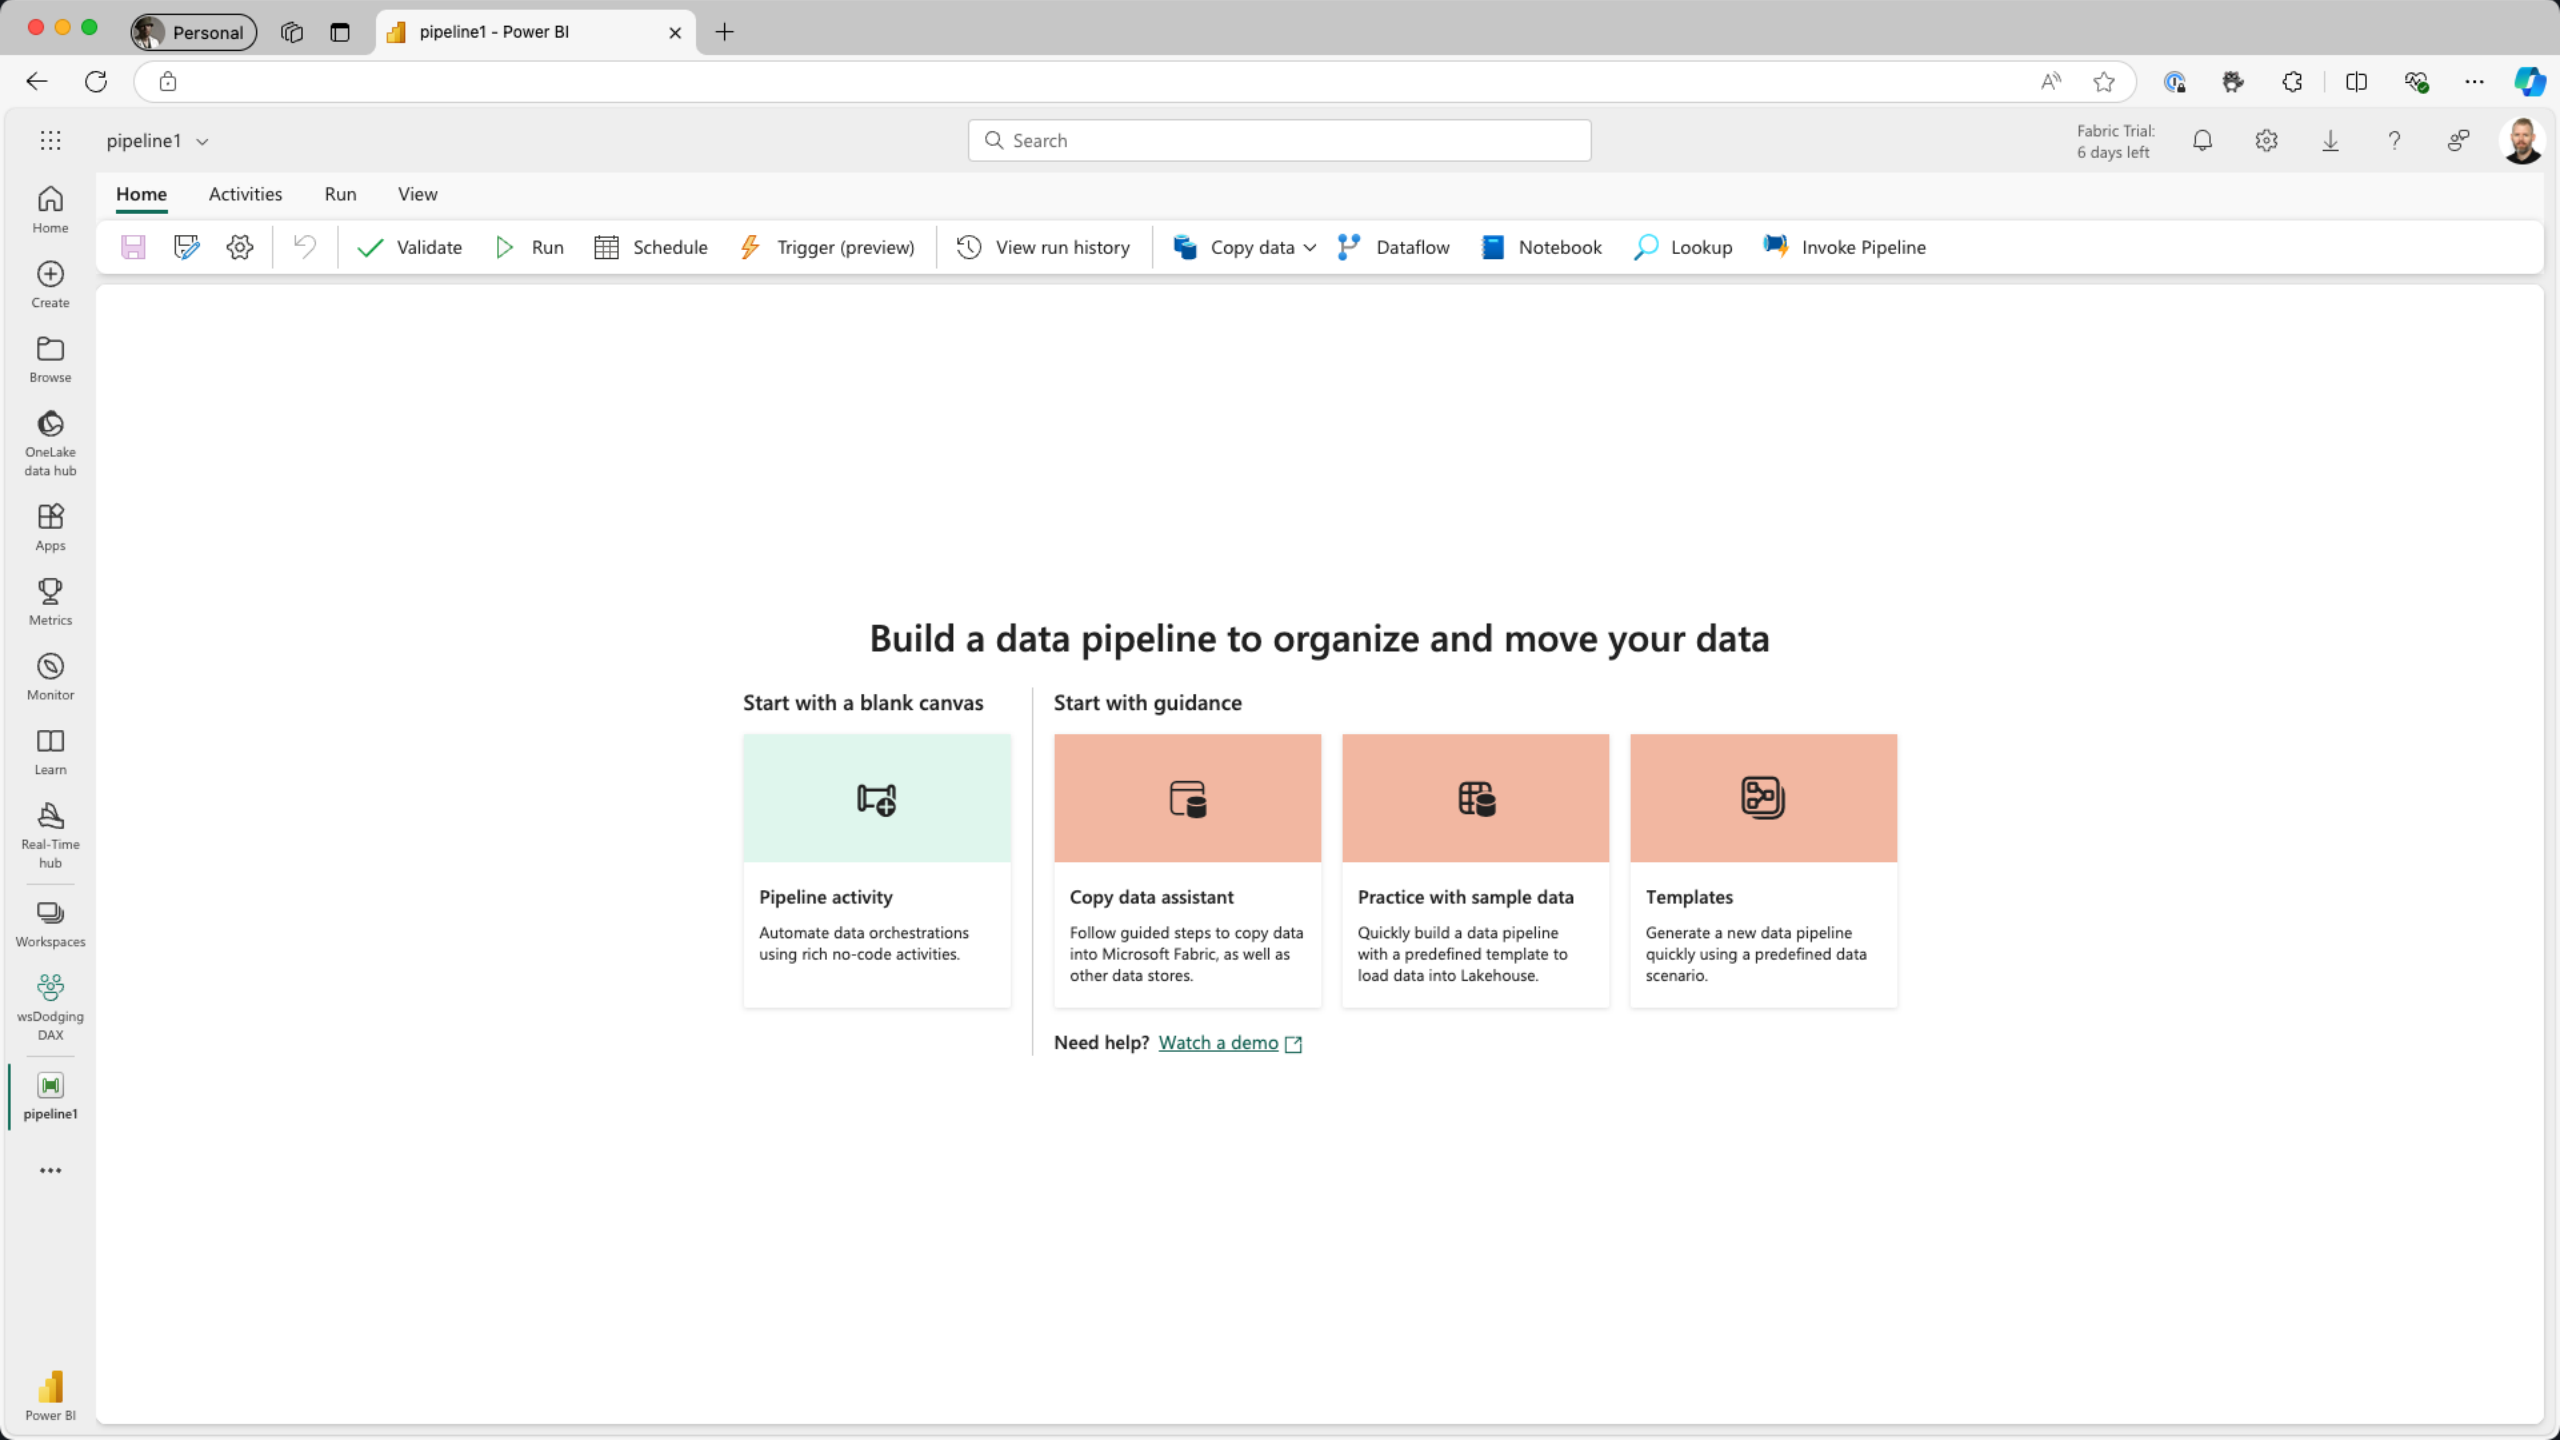 Personal
pipeline1 - Power BI
pipeline1
Search
Fabric Trial:
6 days left
Home
Activities
Run
View
Validate
Run
Schedule
Trigger (preview)
View run history
Copy data
Dataflow
Notebook
Lookup
Invoke Pipeline
Home
Create
Browse
OneLake
data hub
Apps
Metrics
Monitor
Learn
Real-Time
hub
Workspaces
wsDodging
DAX
pipeline1
Power BI
Build a data pipeline to organize and move your data
Start with a blank canvas
Start with guidance
Pipeline activity
Automate data orchestrations
using rich no-code activities.
Copy data assistant
Follow guided steps to copy data
into Microsoft Fabric, as well as
other data stores.
Practice with sample data
Quickly build a data pipeline
with a predefined template to
load data into Lakehouse.
Templates
Generate a new data pipeline
quickly using a predefined data
scenario.
Need help? Watch a demo